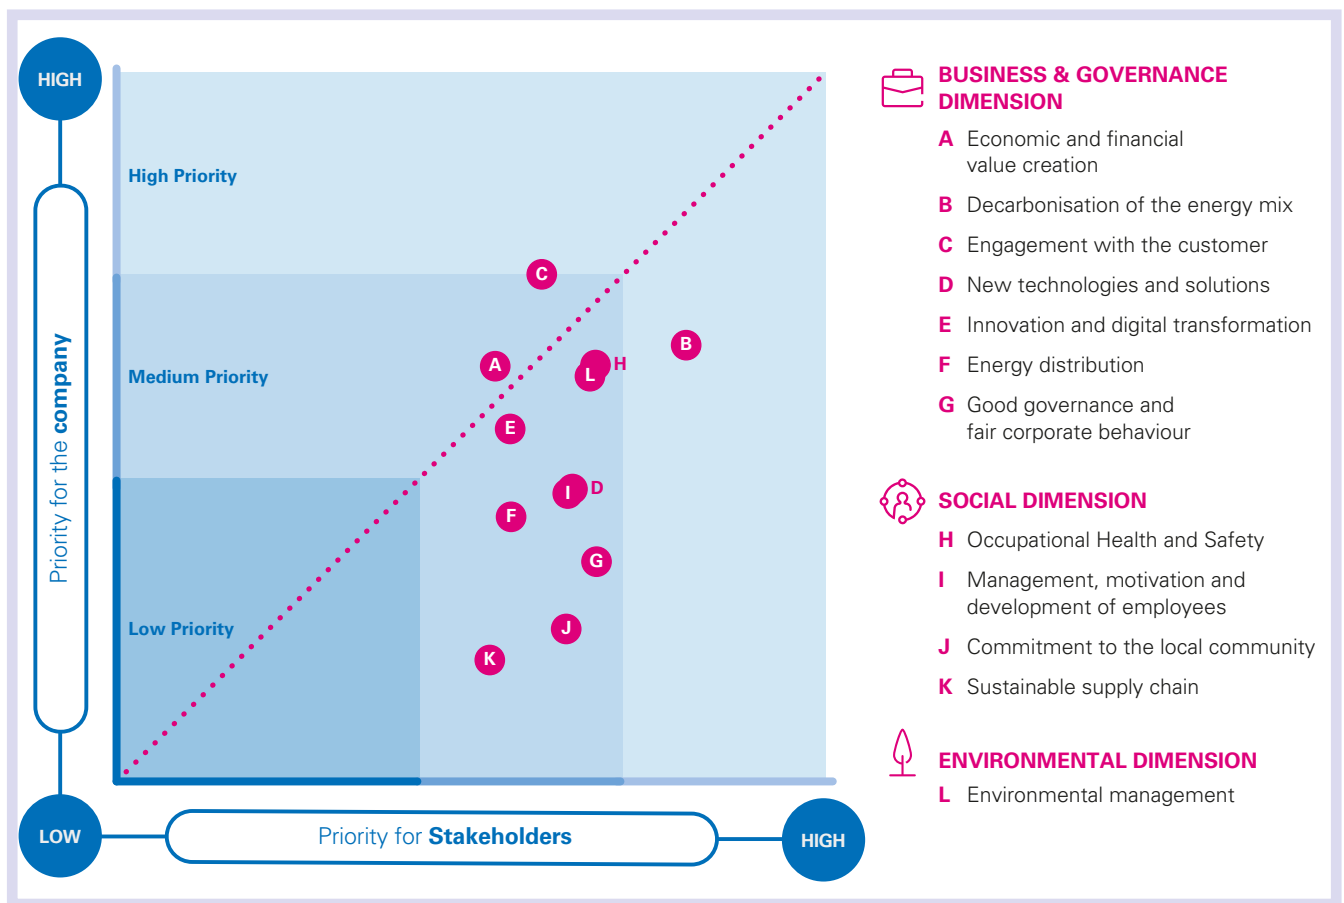 HIGH
High Priority
Medium Priority
Low Priority
Priority for the company
C
B
A
H
L
E
D
I
F
G
J
K
LOW
Priority for Stakeholders
HIGH
BUSINESS & GOVERNANCE
DIMENSION
A Economic and financial
value creation
B Decarbonisation of the energy mix
C Engagement with the customer
D New technologies and solutions
E Innovation and digital transformation
F Energy distribution
G Good governance and
fair corporate behaviour
SOCIAL DIMENSION
H Occupational Health and Safety
I Management, motivation and
development of employees
J Commitment to the local community
K Sustainable supply chain
ENVIRONMENTAL DIMENSION
L Environmental management